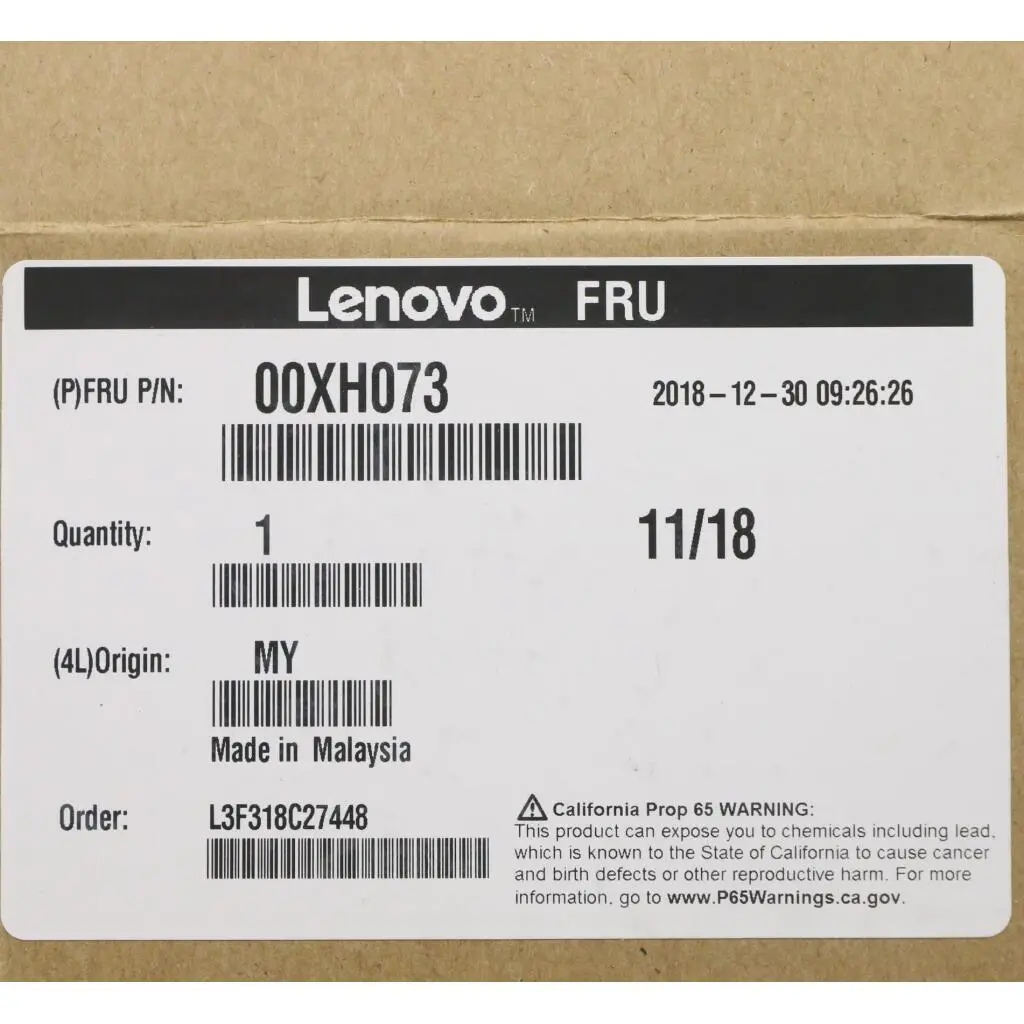 Lenovo™ FRU
(P)FRU P/N: 00XH073 2018-12-30 09:26:26
Quantity: 1 11/18
(4L)Origin: MY
Made in Malaysia
Order: L3F318C27448
⚠ California Prop 65 WARNING:
This product can expose you to chemicals including lead,
which is known to the State of California to cause cancer
and birth defects or other reproductive harm. For more
information, go to www.P65Warnings.ca.gov.